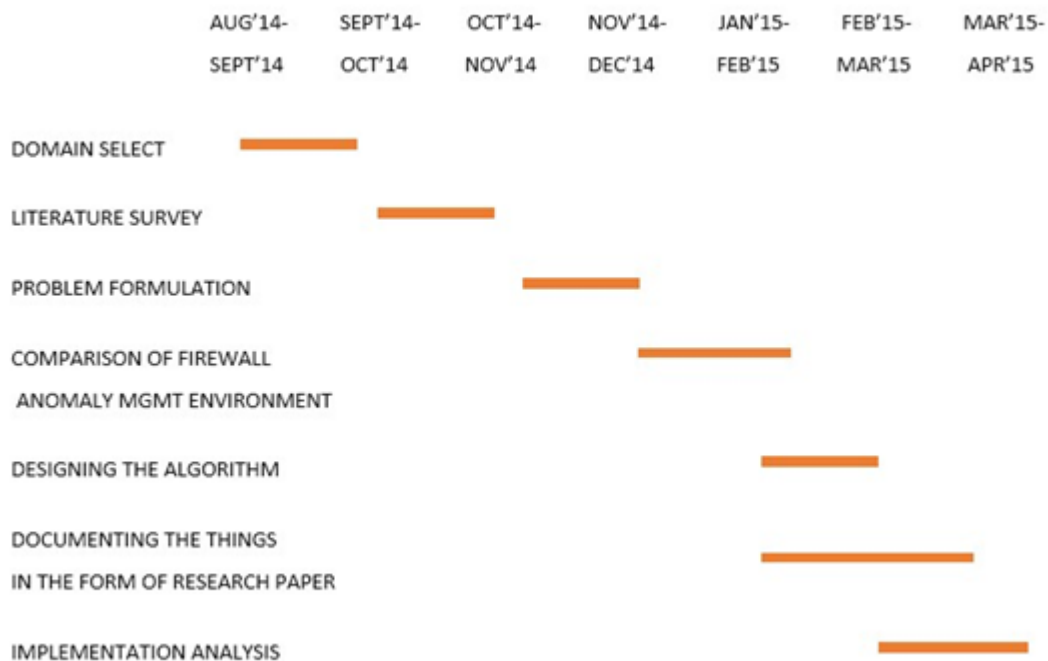 AUG'14- SEPT'14- OCT'14- NOV'14- JAN'15- FEB'15- MAR'15-
SEPT'14 OCT'14 NOV'14 DEC'14 FEB'15 MAR'15 APR'15
DOMAIN SELECT
LITERATURE SURVEY
PROBLEM FORMULATION
COMPARISON OF FIREWALL
ANOMALY MGMT ENVIRONMENT
DESIGNING THE ALGORITHM
DOCUMENTING THE THINGS
IN THE FORM OF RESEARCH PAPER
IMPLEMENTATION ANALYSIS